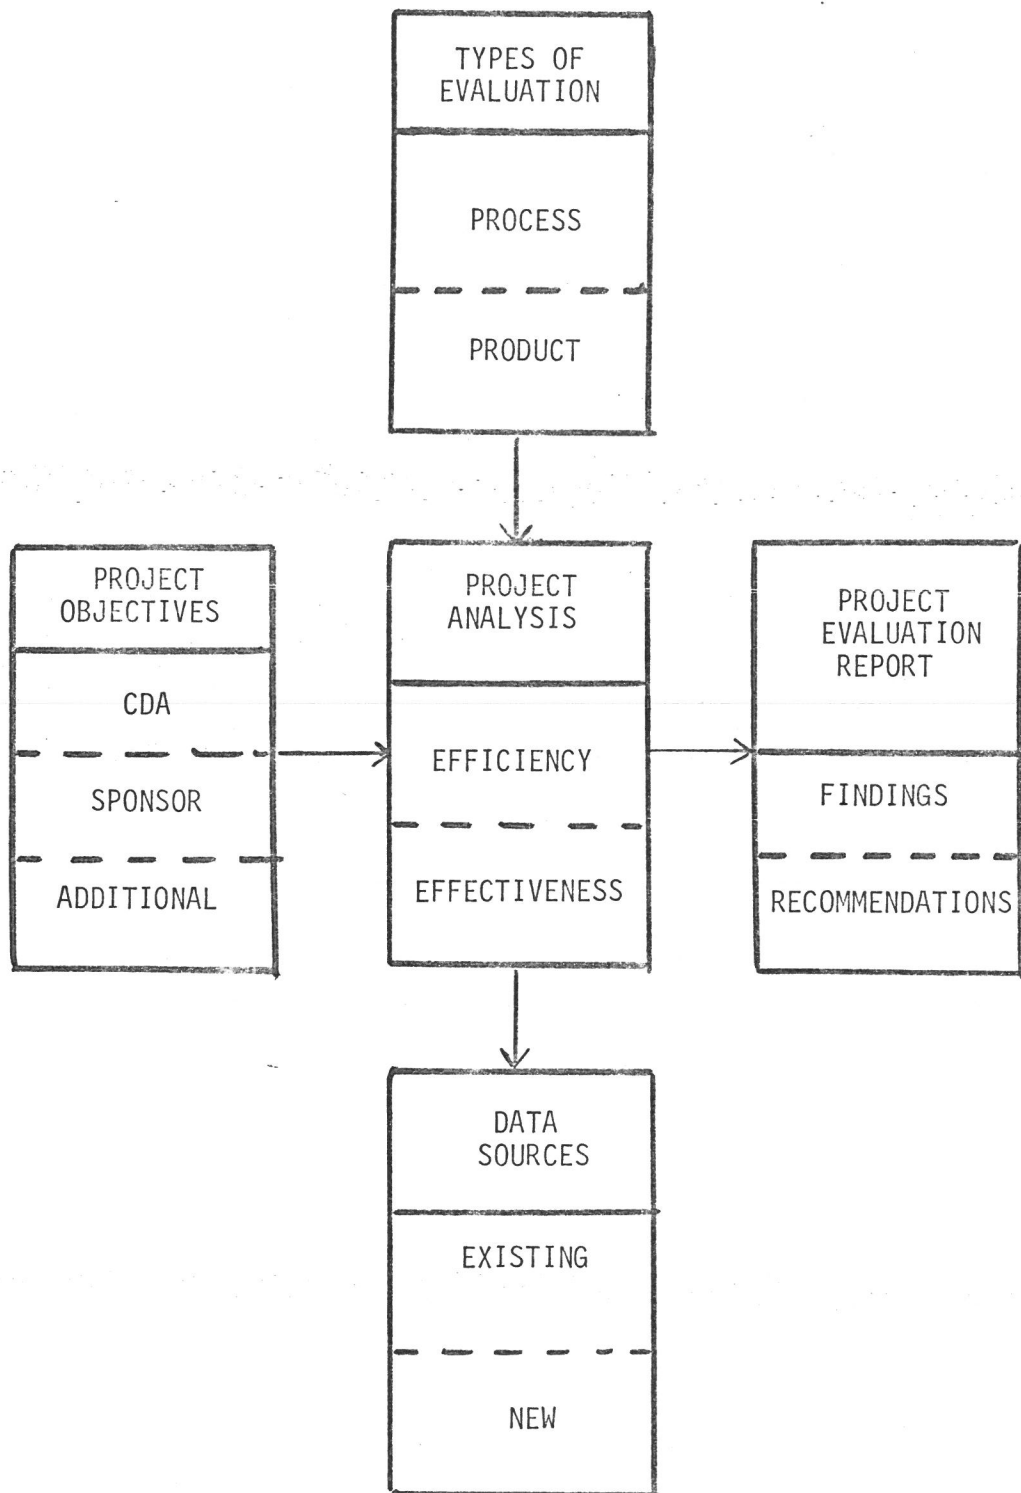 TYPES OF
EVALUATION
PROCESS
PRODUCT
PROJECT
OBJECTIVES
CDA
SPONSOR
ADDITIONAL
PROJECT
ANALYSIS
EFFICIENCY
EFFECTIVENESS
PROJECT
EVALUATION
REPORT
FINDINGS
RECOMMENDATIONS
DATA
SOURCES
EXISTING
NEW